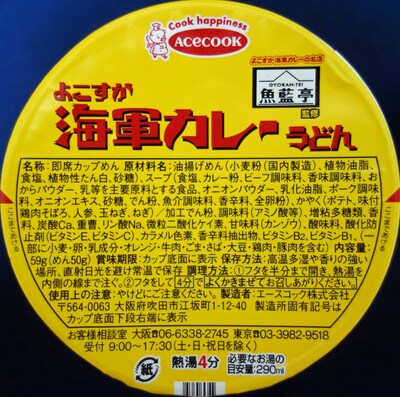 Cook happiness
ACECOOK
よこすか海軍カレーの名店
GYORAN-TEI
魚藍亭
監修
よこすか
海軍カレーうどん
名称:即席カップめん 原材料名:油揚げめん(小麦粉(国内製造)、植物油脂、
食塩、植物性たん白、砂糖)、スープ(食塩、カレー粉、ビーフ調味料、香味調味料、お
からパウダー、乳等を主要原料とする食品、オニオンパウダー、乳化油脂、ポーク調味
料、オニオンエキス、砂糖、でん粉、魚介調味料、香辛料、全卵粉)、かやく(ポテト、味付
鶏肉そぼろ、人参、玉ねぎ、ねぎ)/加工でん粉、調味料(アミノ酸等)、増粘多糖類、香
料、炭酸Ca、重曹、リン酸Na、微粒二酸化ケイ素、甘味料(カンゾウ)、酸味料、酸化防
止剤(ビタミンE、ビタミンC)、カラメル色素、香辛料抽出物、ビタミンB2、ビタミンB1、(一
部に小麦・卵・乳成分・オレンジ・牛肉・ごま・さば・大豆・鶏肉・豚肉を含む) 内容量:
59g(めん50g) 賞味期限:カップ底面に表示 保存方法:高温多湿や香りの強い
場所、直射日光を避け常温で保存 調理方法:①フタを半分まで開き、熱湯を
内側の線まで注ぐ。②フタをして4分でよくかきまぜてお召しあがりください。
使用上の注意:やけどにご注意ください。 製造者:エースコック株式会社
〒564-0063 大阪府吹田市江坂町1-12-40 製造所固有記号は
カップ底面下段右端に表示
お客様相談室 大阪☎06-6338-2745 東京☎03-3982-9518
受付 9:00~17:30(土・日・祝日を除く)
紙
熱湯4分
必要なお湯の
目安量:290ml
ここまであける
ここまであける